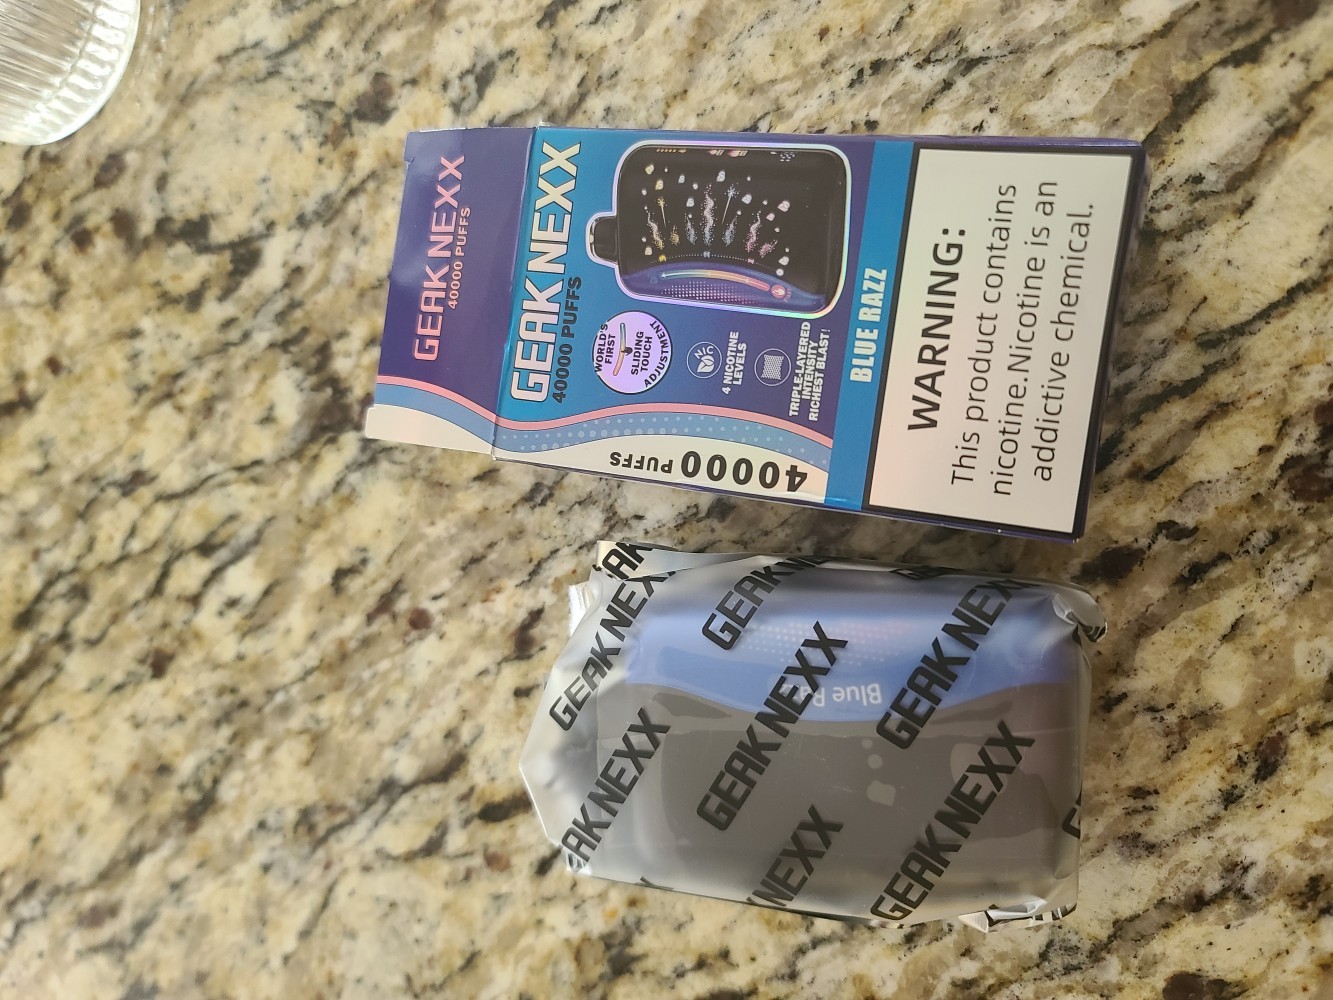 GEAK NEXX
40000 PUFFS
GEAK NEXX
40000 PUFFS
WORLD'S
FIRST
SLIDING
TOUCH
ADJUSTMENT
4 NICOTINE
LEVELS
TRIPLE-LAYERED
INTENSITY
RICHEST BLAST!
40000 PUFFS
BLUE RAZZ
WARNING:
This product contains
nicotine.Nicotine is an
addictive chemical.
GEAK NEXX
GEAK
GEAK NEXX
GEAK NEXX
GEAK NEXX
GEAK NEXX
NEXX
Blue